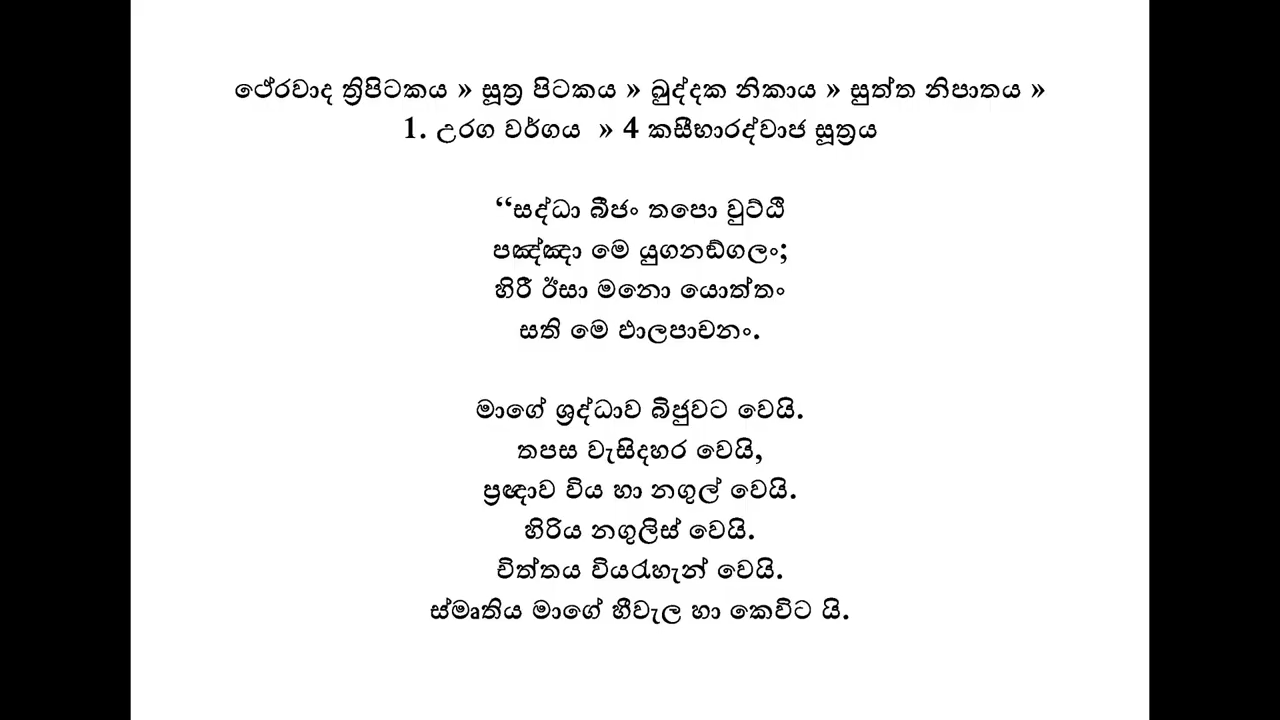 ථේරවාද ත්‍රිපිටකය » සූත්‍ර පිටකය » ඛුද්දක නිකාය » සුත්ත නිපාතය »
1. උරග වර්ගය » 4 කසීභාරද්වාජ සූත්‍රය
“සද්ධා බීජං තපො වුට්ඨි
පඤ්ඤා මෙ යුගනඞ්ගලං;
හිරී ඊසා මනො යොත්තං
සති මෙ ඵාලපාචනං.
මාගේ ශ්‍රද්ධාව බිජුවට වෙයි.
තපස වැසිදහර වෙයි,
ප්‍රඥාව විය හා නගුල් වෙයි.
හිරිය නගුලිස් වෙයි.
චිත්තය වියරැහැන් වෙයි.
ස්මෘතිය මාගේ හීවැල හා කෙවිට යි.